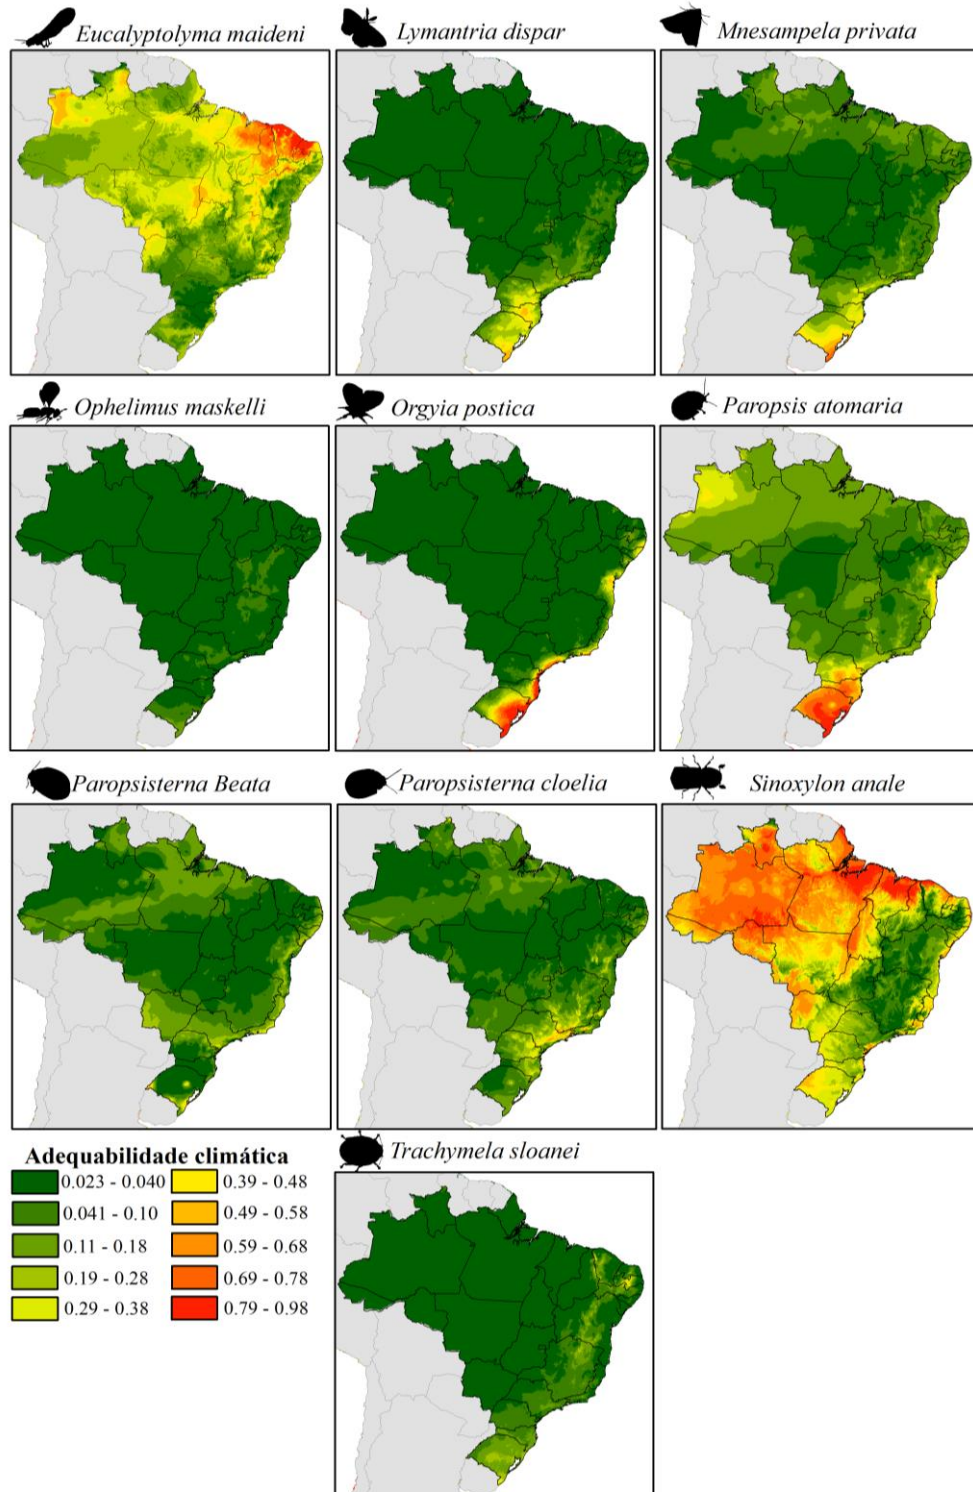 Eucalyptolyma maideni
Lymantria dispar
Mnesampela privata
Ophelimus maskelli
Orgyia postica
Paropsis atomaria
Paropsisterna Beata
Paropsisterna cloelia
Sinoxylon anale
Adequabilidade climática
0.023 - 0.040
0.39 - 0.48
0.041 - 0.10
0.49 - 0.58
0.11 - 0.18
0.59 - 0.68
0.19 - 0.28
0.69 - 0.78
0.29 - 0.38
0.79 - 0.98
Trachymela sloanei